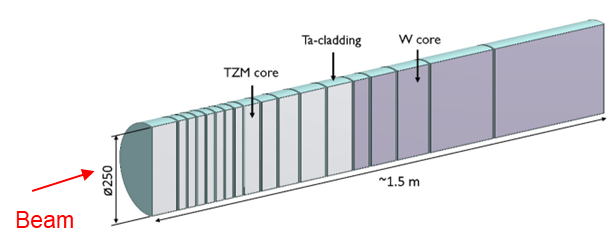 Ta-cladding
W core
TZM core
ø250
~1.5 m
Beam